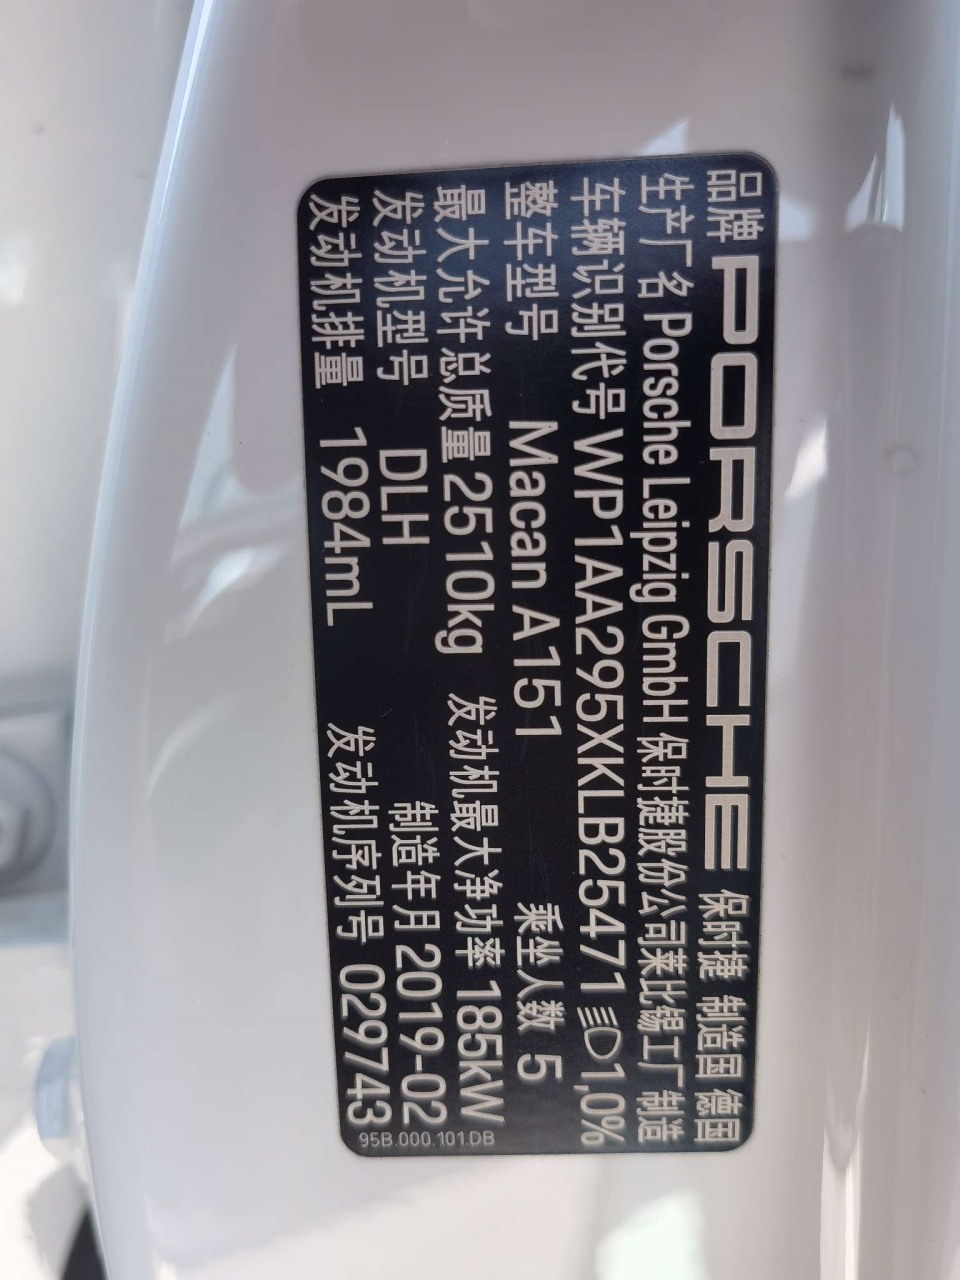 品牌 PORSCHE 保时捷 制造国 德国
生产厂名 Porsche Leipzig GmbH 保时捷股份公司莱比锡工厂制造
车辆识别代号 WP1AA295XKLB25471 1,0%
整车型号 Macan A151 乘坐人数 5
最大允许总质量 2510kg 发动机最大净功率 185kW
发动机型号 DLH 制造年月 2019-02
发动机排量 1984mL 发动机序列号 029743
95B.000.101.DB